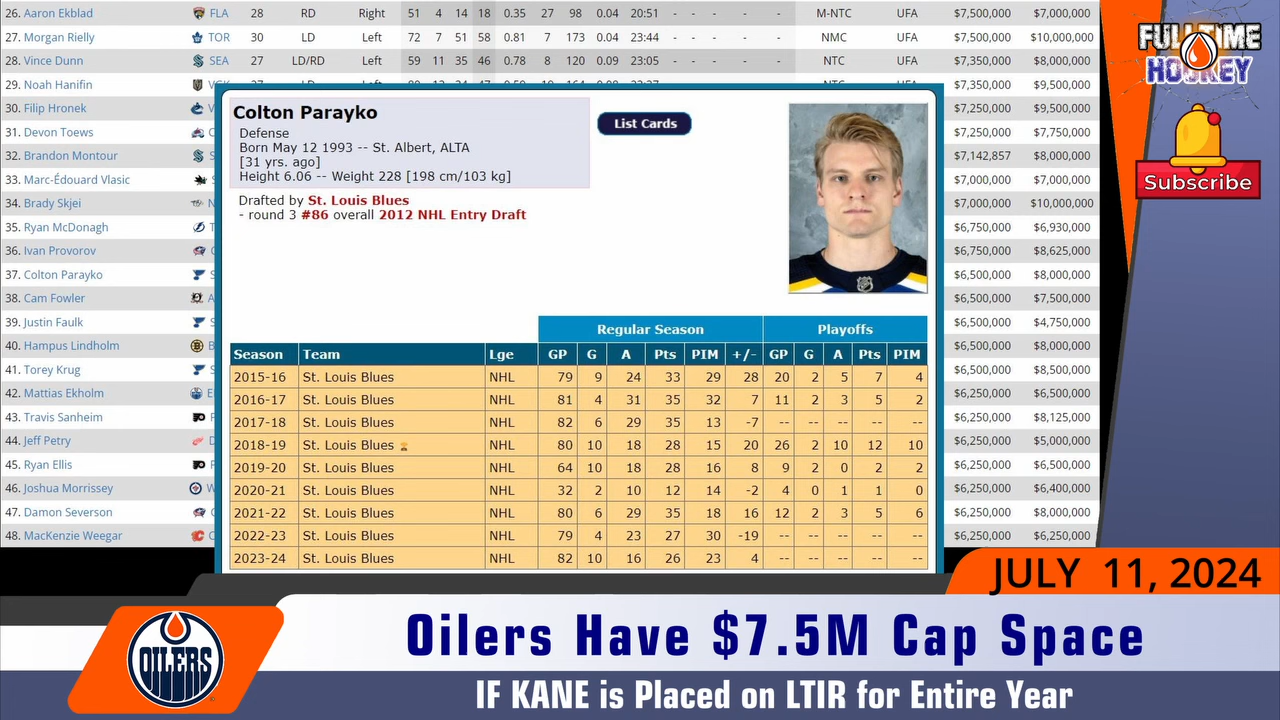 26. Aaron Ekblad FLA 28 RD Right 51 4 14 18 0.35 27 98 0.04 20:51 - - - - M-NTC UFA $7,500,000 $7,000,000
27. Morgan Rielly TOR 30 LD Left 72 7 51 58 0.81 7 173 0.04 23:44 - - - - NMC UFA $7,500,000 $10,000,000
28. Vince Dunn SEA 27 LD/RD Left 59 11 46 0.78 8 120 0.09 23:05 - - - - NTC UFA $7,350,000 $8,000,000
29. Noah Hanifin $7,350,000 $9,500,000
30. Filip Hronek V $7,250,000 $9,500,000
31. Devon Toews C $7,250,000 $7,750,000
32. Brandon Montour S $7,142,857 $8,000,000
33. Marc-Édouard Vlasic S $7,000,000 $7,000,000
34. Brady Skjei N $7,000,000 $10,000,000
35. Ryan McDonagh T $6,750,000 $6,930,000
36. Ivan Provorov C $6,750,000 $8,625,000
37. Colton Parayko S $6,500,000 $8,000,000
38. Cam Fowler A $6,500,000 $7,500,000
39. Justin Faulk S $6,500,000 $4,750,000
40. Hampus Lindholm B $6,500,000 $8,000,000
41. Torey Krug S $6,500,000 $8,500,000
42. Mattias Ekholm E $6,250,000 $6,500,000
43. Travis Sanheim P $6,250,000 $8,125,000
44. Jeff Petry D $6,250,000 $5,000,000
45. Ryan Ellis P $6,250,000 $6,500,000
46. Joshua Morrissey W $6,250,000 $6,400,000
47. Damon Severson C $6,250,000 $8,000,000
48. MacKenzie Weegar C $6,250,000 $6,250,000
Colton Parayko
List Cards
Defense
Born May 12 1993 -- St. Albert, ALTA
[31 yrs. ago]
Height 6.06 -- Weight 228 [198 cm/103 kg]
Drafted by St. Louis Blues
- round 3 #86 overall 2012 NHL Entry Draft
Regular Season Playoffs
Season Team Lge GP G A Pts PIM +/- GP G A Pts PIM
2015-16 St. Louis Blues NHL 79 9 24 33 29 28 20 2 5 7 4
2016-17 St. Louis Blues NHL 81 4 31 35 32 7 11 2 3 5 2
2017-18 St. Louis Blues NHL 82 6 29 35 13 -7 -- -- -- -- --
2018-19 St. Louis Blues NHL 80 10 18 28 15 20 26 2 10 12 10
2019-20 St. Louis Blues NHL 64 10 18 28 16 8 9 2 0 2 2
2020-21 St. Louis Blues NHL 32 2 10 12 14 -2 4 0 1 1 0
2021-22 St. Louis Blues NHL 80 6 29 35 18 16 12 2 3 5 6
2022-23 St. Louis Blues NHL 79 4 23 27 30 -19 -- -- -- -- --
2023-24 St. Louis Blues NHL 82 10 16 26 23 4 -- -- -- -- --
FULLTIME
HOCKEY
Subscribe
JULY 11, 2024
OILERS
Oilers Have $7.5M Cap Space
IF KANE is Placed on LTIR for Entire Year